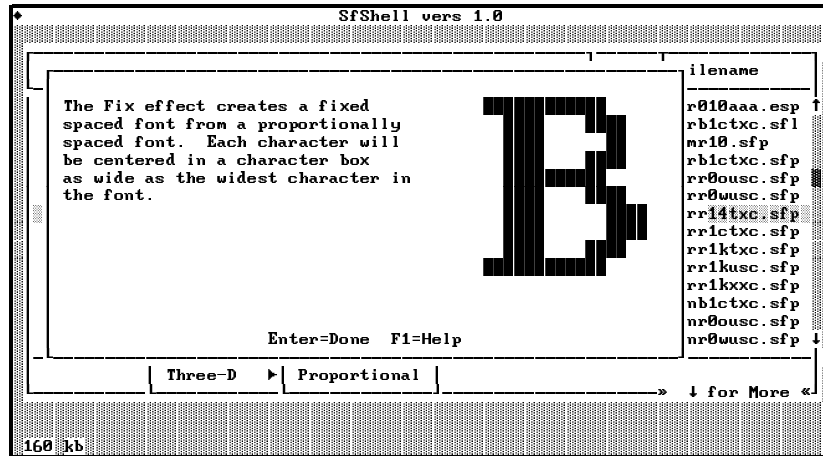 SfShell vers 1.0
ilename
The Fix effect creates a fixed
spaced font from a proportionally
spaced font.  Each character will
be centered in a character box
as wide as the widest character in
the font.
B
r010aaa.esp ↑
rb1ctxc.sfl
mr10.sfp
rb1ctxc.sfp
rr0ousc.sfp
rr0wusc.sfp
rr14txc.sfp
rr1ctxc.sfp
rr1ktxc.sfp
rr1kusc.sfp
rr1kxxc.sfp
nb1ctxc.sfp
nr0ousc.sfp
nr0wusc.sfp ↓
Enter=Done  F1=Help
Three-D ► Proportional
» ↓ for More «
160 kb